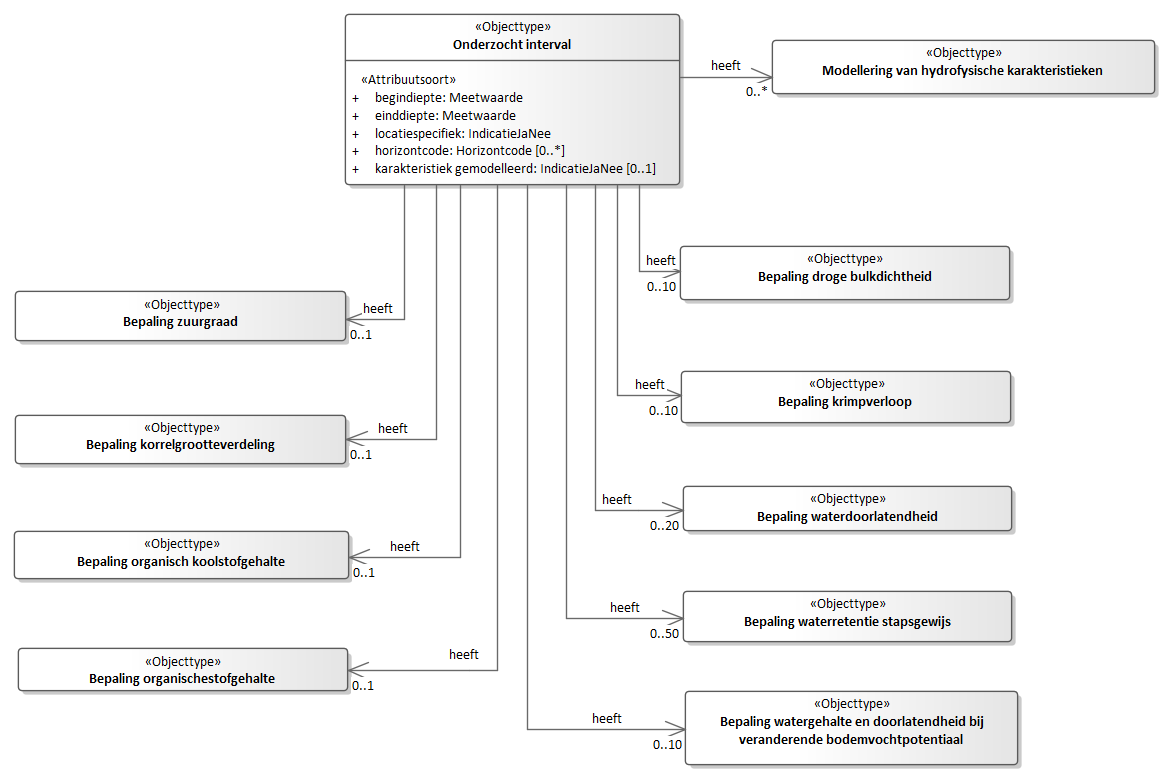 «Objecttype»
Onderzocht interval
«Attribuutsoort»
+ begindiepte: Meetwaarde
+ einddiepte: Meetwaarde
+ locatiespecifiek: IndicatieJaNee
+ horizontcode: Horizontcode [0..*]
+ karakteristiek gemodelleerd: IndicatieJaNee [0..1]
heeft
0..*
«Objecttype»
Modellering van hydrofysische karakteristieken
heeft
0..10
«Objecttype»
Bepaling droge bulkdichtheid
«Objecttype»
Bepaling zuurgraad
heeft
0..1
heeft
0..10
«Objecttype»
Bepaling krimpverloop
«Objecttype»
Bepaling korrelgrootteverdeling
heeft
0..1
heeft
0..20
«Objecttype»
Bepaling waterdoorlatendheid
«Objecttype»
Bepaling organisch koolstofgehalte
heeft
0..1
heeft
0..50
«Objecttype»
Bepaling waterretentie stapsgewijs
«Objecttype»
Bepaling organischestofgehalte
heeft
0..1
heeft
0..10
«Objecttype»
Bepaling watergehalte en doorlatendheid bij
veranderende bodemvochtpotentiaal